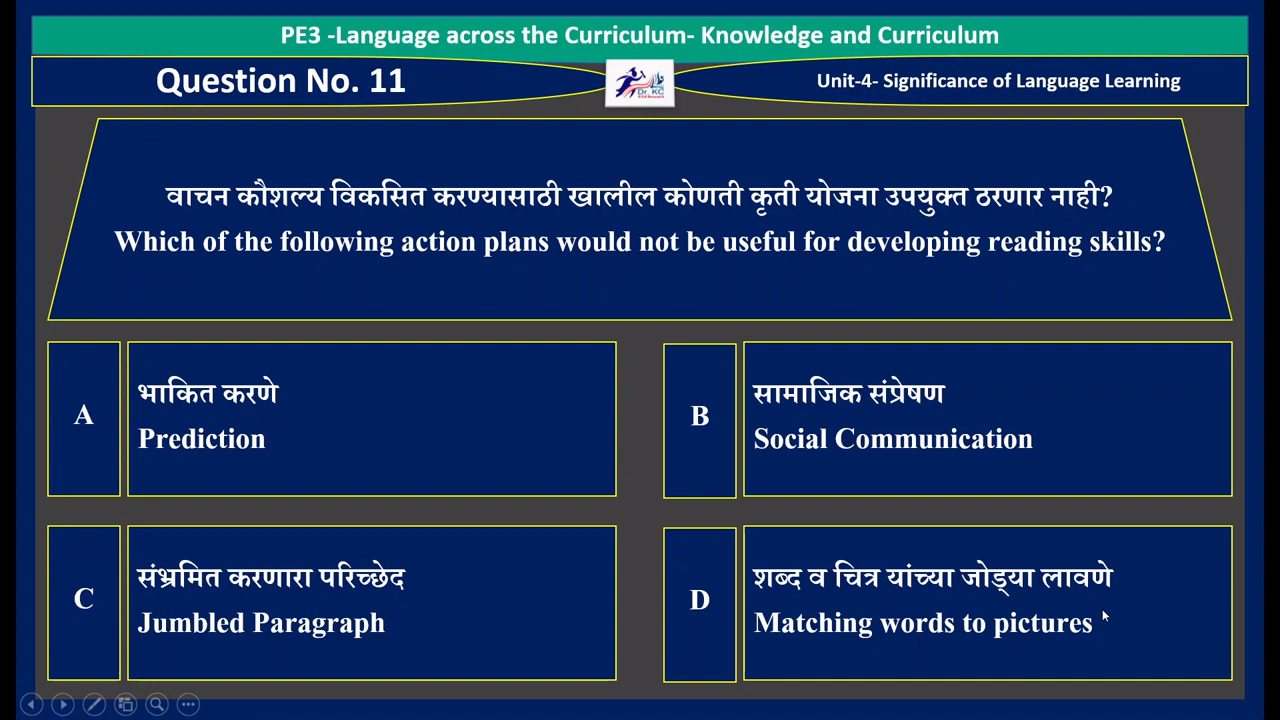 PE3 -Language across the Curriculum- Knowledge and Curriculum
Question No. 11
Dr. KC
Unit-4- Significance of Language Learning
वाचन कौशल्य विकसित करण्यासाठी खालील कोणती कृती योजना उपयुक्त ठरणार नाही?
Which of the following action plans would not be useful for developing reading skills?
A
भाकित करणे
Prediction
B
सामाजिक संप्रेषण
Social Communication
C
संभ्रमित करणारा परिच्छेद
Jumbled Paragraph
D
शब्द व चित्र यांच्या जोड्या लावणे
Matching words to pictures